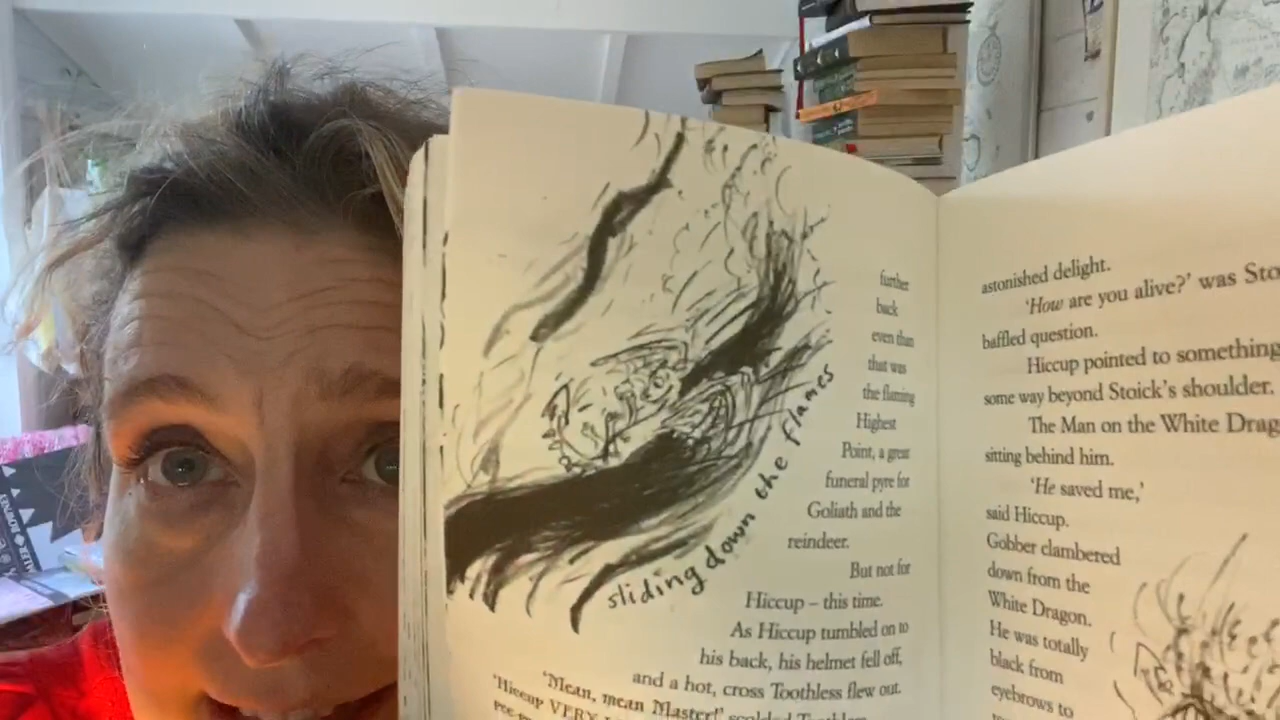 further
back
even than
that was
the flaming
Highest
Point, a great
funeral pyre for
Goliath and the
reindeer.
But not for
Hiccup – this time.
As Hiccup tumbled on to
his back, his helmet fell off,
and a hot, cross Toothless flew out.
'Mean, mean Master!' scolded
'Hiccup VERY
sliding down the flames
astonished delight.
'How are you alive?' was
baffled question.
Hiccup pointed to something
some way beyond Stoick's shoulder.
The Man on the White
sitting behind him.
'He saved me,'
said Hiccup.
Gobber clambered
down from the
White Dragon.
He was totally
black from
eyebrows to
ROWNEY